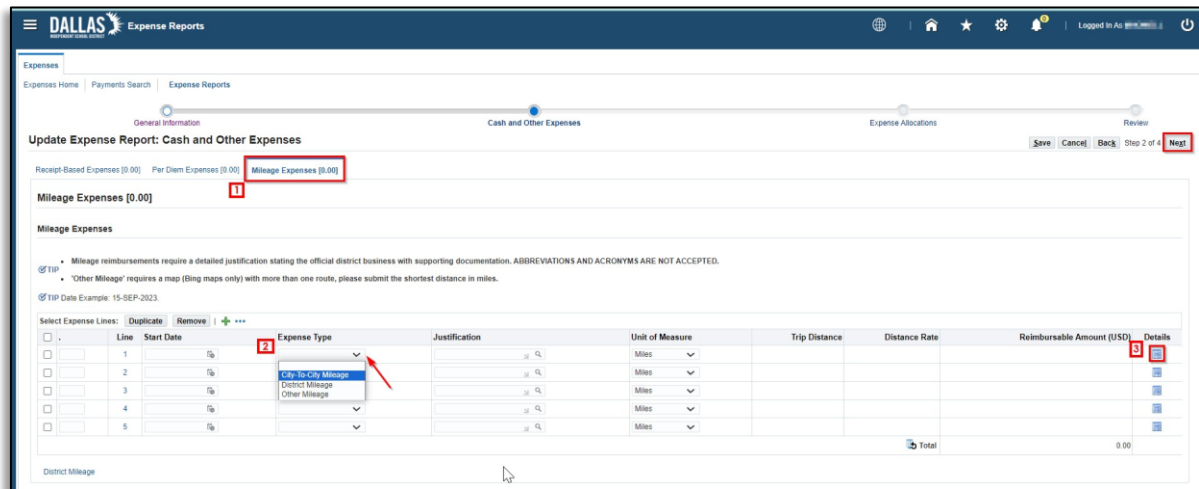 DALLAS Expense Reports Logged In As
INDEPENDENT SCHOOL DISTRICT
Expenses
Expenses Home Payments Search Expense Reports
General Information Cash and Other Expenses Expense Allocations Review
Update Expense Report: Cash and Other Expenses Save Cancel Back Step 2 of 4 Next
Receipt-Based Expenses [0.00] Per Diem Expenses [0.00] Mileage Expenses [0.00]
1
Mileage Expenses [0.00]
Mileage Expenses
• Mileage reimbursements require a detailed justification stating the official district business with supporting documentation. ABBREVIATIONS AND ACRONYMS ARE NOT ACCEPTED.
TIP
• 'Other Mileage' requires a map (Bing maps only) with more than one route, please submit the shortest distance in miles.
TIP Date Example: 15-SEP-2023.
Select Expense Lines: Duplicate Remove
. Line Start Date Expense Type Justification Unit of Measure Trip Distance Distance Rate Reimbursable Amount (USD) Details
2 3
1 Miles
City-To-City Mileage
2 Miles
District Mileage
3 Miles
Other Mileage
4 Miles
5 Miles
Total 0.00
District Mileage